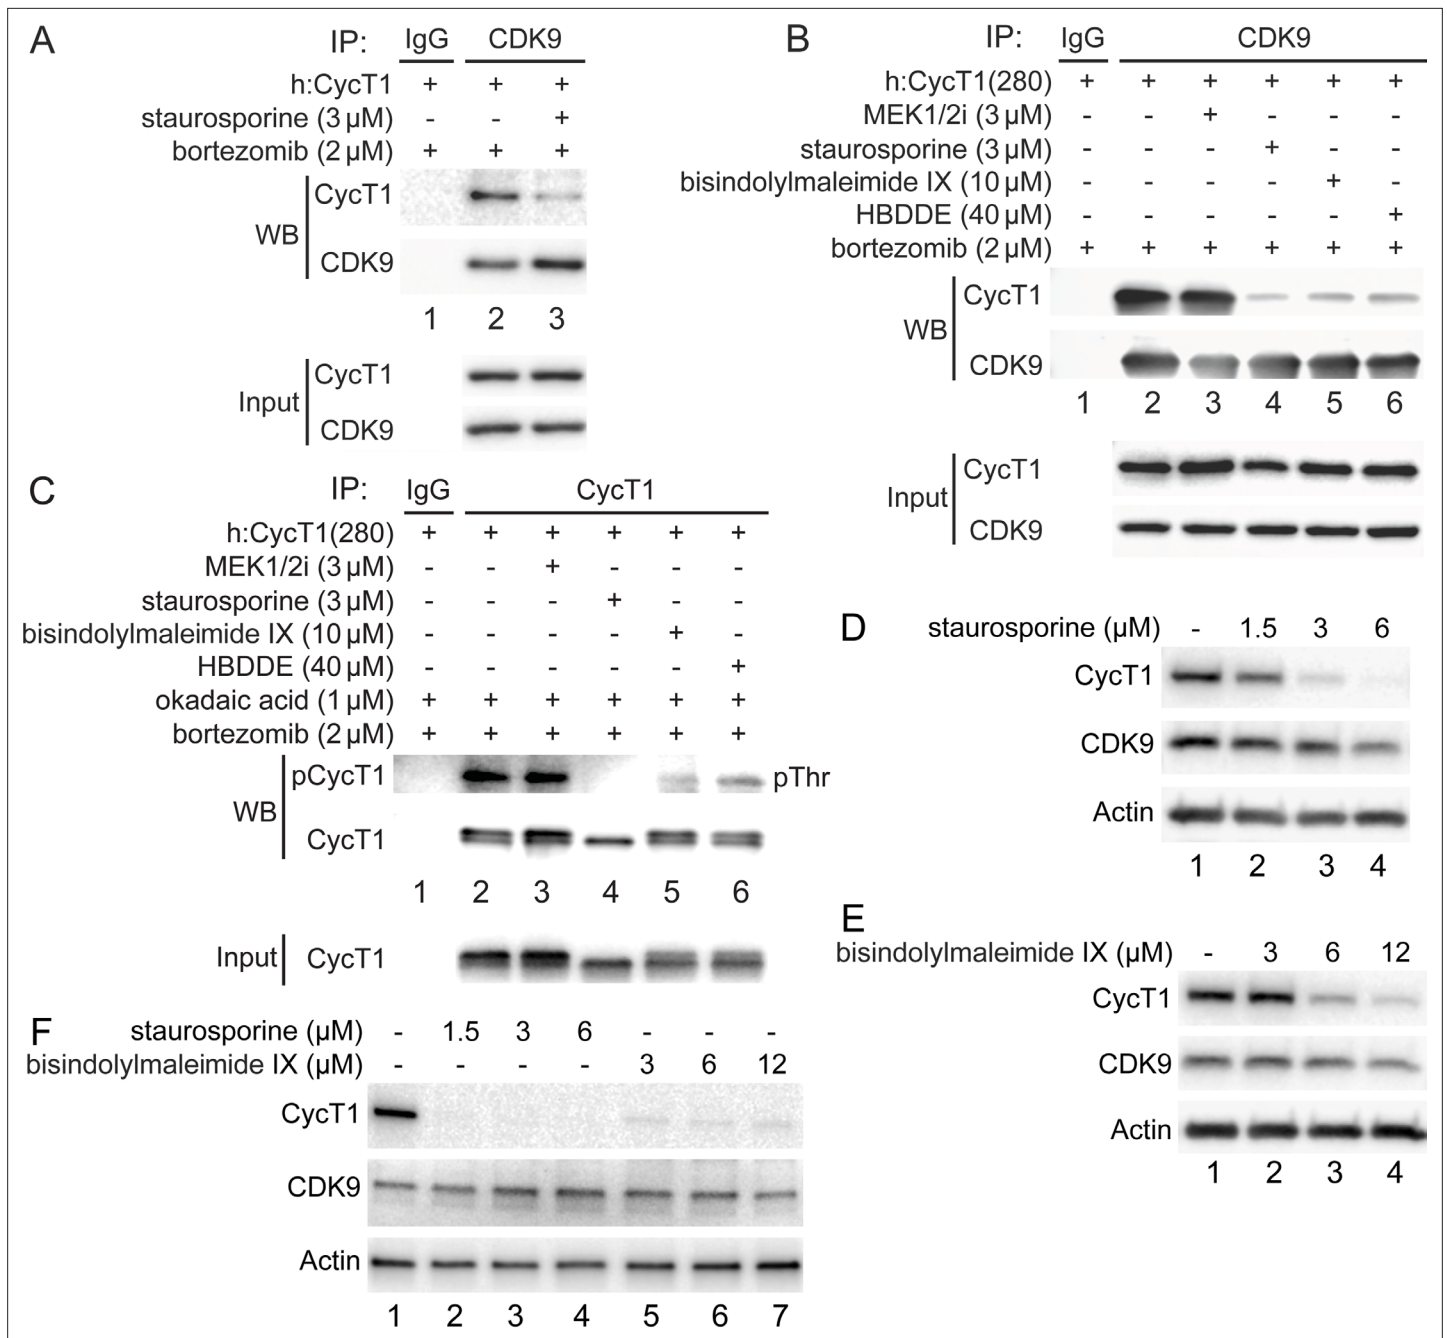 A
IP: IgG CDK9
h:CycT1 + + +
staurosporine (3 µM) - - +
bortezomib (2 µM) + + +
WB
CycT1
CDK9
1 2 3
Input
CycT1
CDK9
B
IP: IgG CDK9
h:CycT1(280) + + + + + +
MEK1/2i (3 µM) - - + - - -
staurosporine (3 µM) - - - + - -
bisindolylmaleimide IX (10 µM) - - - - + -
HBDDE (40 µM) - - - - - +
bortezomib (2 µM) + + + + + +
WB
CycT1
CDK9
1 2 3 4 5 6
Input
CycT1
CDK9
C
IP: IgG CycT1
h:CycT1(280) + + + + + +
MEK1/2i (3 µM) - - + - - -
staurosporine (3 µM) - - - + - -
bisindolylmaleimide IX (10 µM) - - - - + -
HBDDE (40 µM) - - - - - +
okadaic acid (1 µM) + + + + + +
bortezomib (2 µM) + + + + + +
WB
pCycT1 pThr
CycT1
1 2 3 4 5 6
Input CycT1
D
staurosporine (µM) - 1.5 3 6
CycT1
CDK9
Actin
1 2 3 4
E
bisindolylmaleimide IX (µM) - 3 6 12
CycT1
CDK9
Actin
1 2 3 4
F
staurosporine (µM) - 1.5 3 6 - - -
bisindolylmaleimide IX (µM) - - - - 3 6 12
CycT1
CDK9
Actin
1 2 3 4 5 6 7